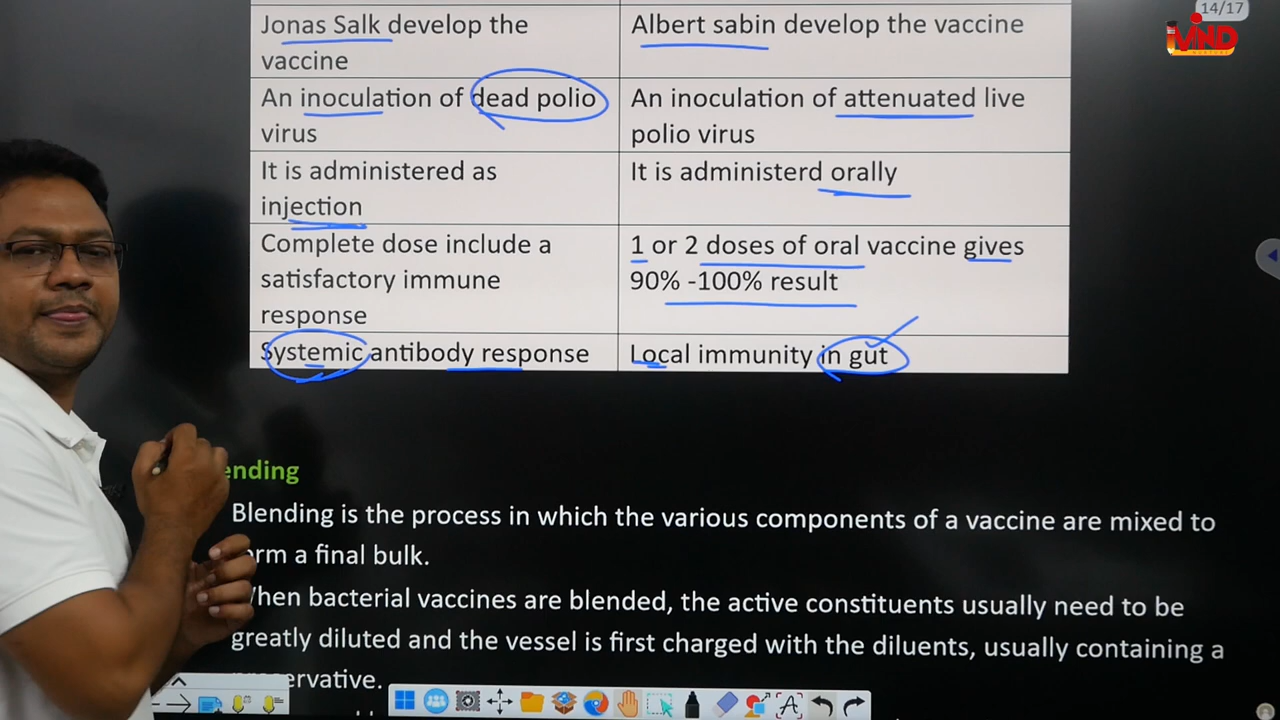 14/17
MIND
Jonas Salk develop the
vaccine
Albert sabin develop the vaccine
An inoculation of dead polio
virus
An inoculation of attenuated live
polio virus
It is administered as
injection
It is administerd orally
Complete dose include a
satisfactory immune
response
1 or 2 doses of oral vaccine gives
90% -100% result
Systemic antibody response
Local immunity in gut
ending
Blending is the process in which the various components of a vaccine are mixed to
a final bulk.
bacterial vaccines are blended, the active constituents usually need to be
greatly diluted and the vessel is first charged with the diluents, usually containing a